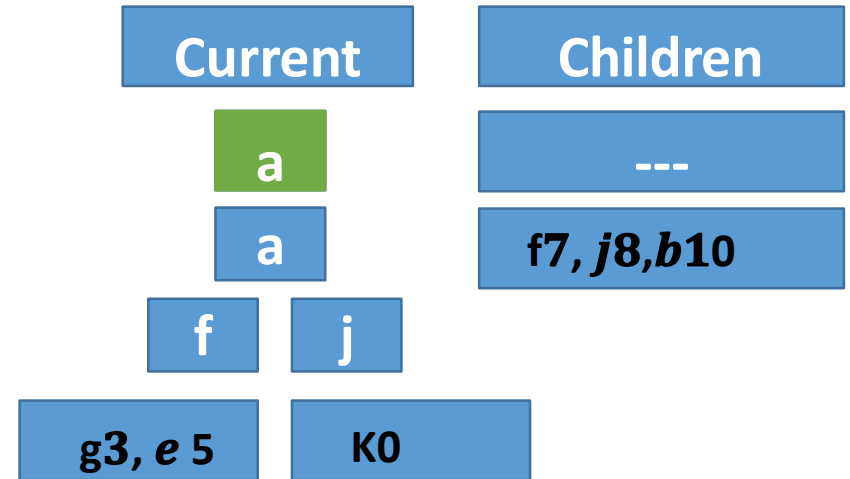 Current Children
a ---
a f7, j8,b10
f j
g3, e 5 K0